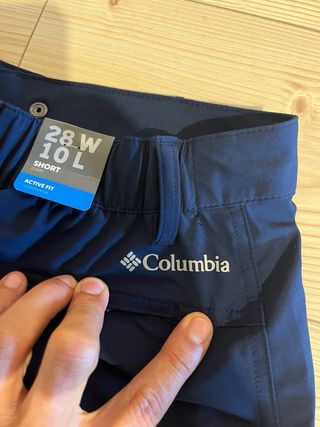 28 W
10 L
SHORT
ACTIVE FIT
Columbia